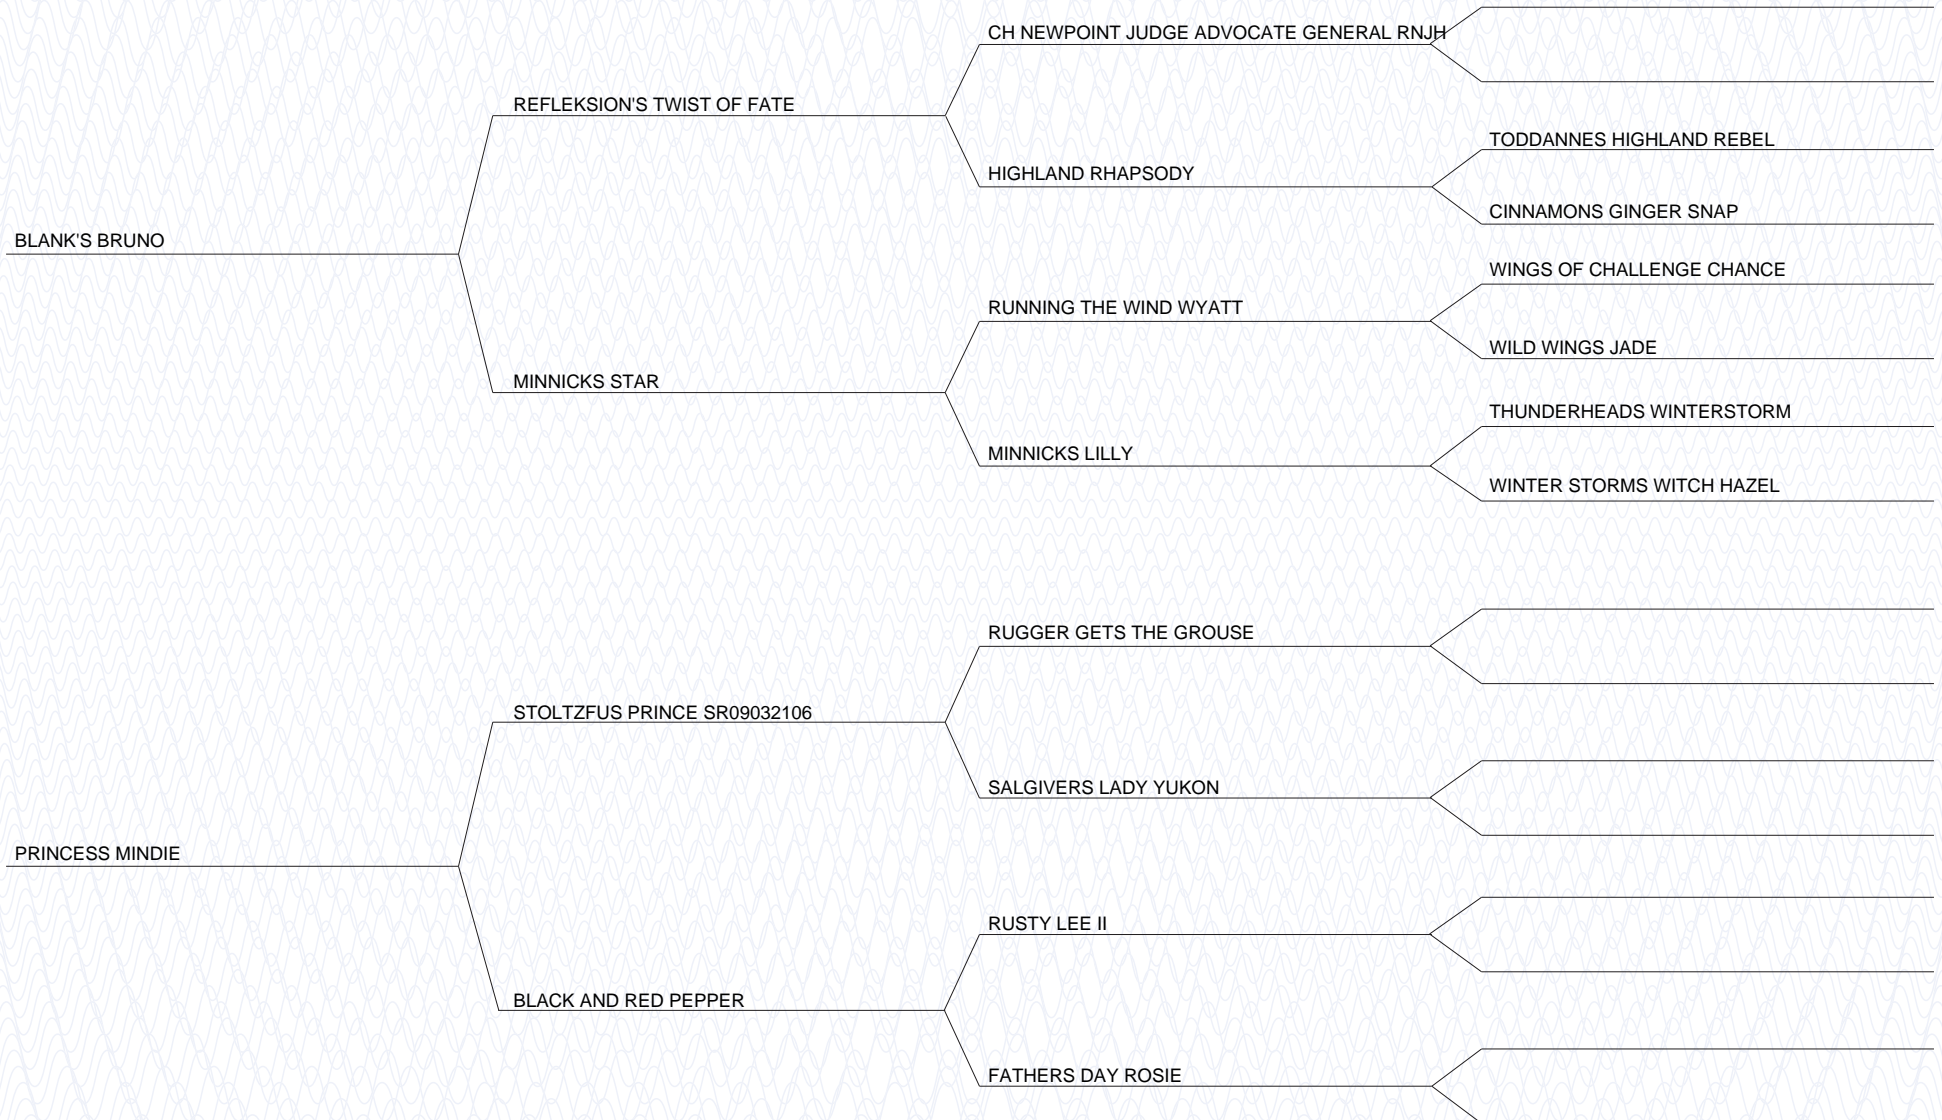 CH NEWPOINT JUDGE ADVOCATE GENERAL RNJH
REFLEKSION'S TWIST OF FATE
TODDANNES HIGHLAND REBEL
HIGHLAND RHAPSODY
CINNAMONS GINGER SNAP
BLANK'S BRUNO
WINGS OF CHALLENGE CHANCE
RUNNING THE WIND WYATT
WILD WINGS JADE
MINNICKS STAR
THUNDERHEADS WINTERSTORM
MINNICKS LILLY
WINTER STORMS WITCH HAZEL
RUGGER GETS THE GROUSE
STOLTZFUS PRINCE SR09032106
SALGIVERS LADY YUKON
PRINCESS MINDIE
RUSTY LEE II
BLACK AND RED PEPPER
FATHERS DAY ROSIE